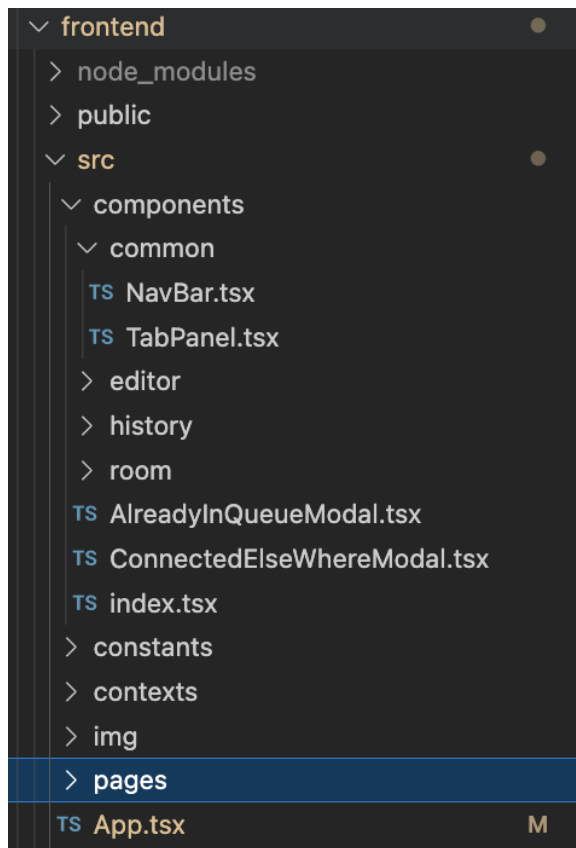 frontend
node_modules
public
src
components
common
TS NavBar.tsx
TS TabPanel.tsx
editor
history
room
TS AlreadyInQueueModal.tsx
TS ConnectedElseWhereModal.tsx
TS index.tsx
constants
contexts
img
pages
TS App.tsx M